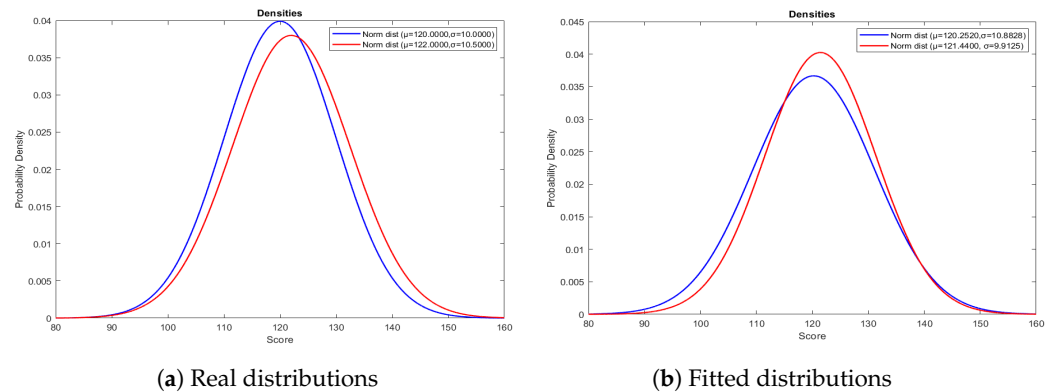 Densities
0.04
0.035
0.03
0.025
0.02
0.015
0.01
0.005
0
Probability Density
Norm dist (μ=120.0000,σ=10.0000)
Norm dist (μ=122.0000,σ=10.5000)
80 90 100 110 120 130 140 150 160
Score
(a) Real distributions
Densities
0.045
0.04
0.035
0.03
0.025
0.02
0.015
0.01
0.005
0
Probability Density
Norm dist (μ=120.2520,σ=10.8828)
Norm dist (μ=121.4400, σ=9.9125)
80 90 100 110 120 130 140 150 160
Score
(b) Fitted distributions